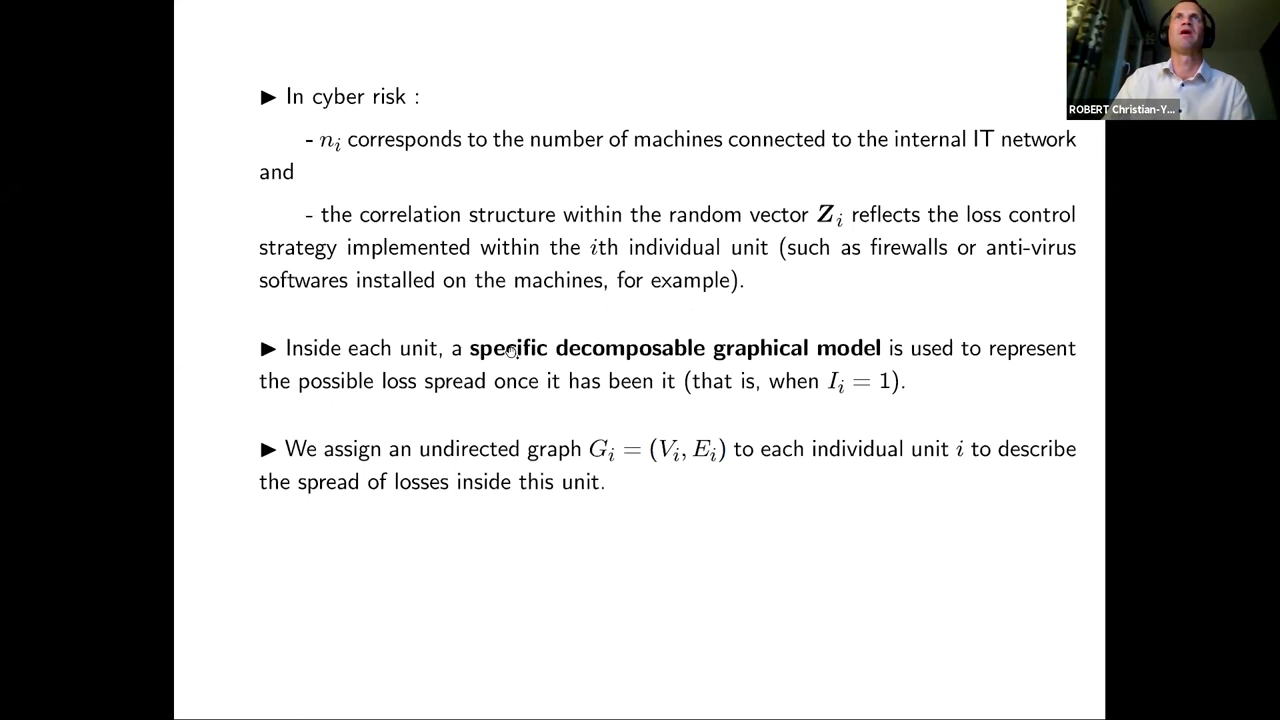 ▶ In cyber risk :
- n_i corresponds to the number of machines connected to the internal IT network
and
- the correlation structure within the random vector Z_i reflects the loss control
strategy implemented within the ith individual unit (such as firewalls or anti-virus
softwares installed on the machines, for example).
▶ Inside each unit, a specific decomposable graphical model is used to represent
the possible loss spread once it has been it (that is, when I_i = 1).
▶ We assign an undirected graph G_i = (V_i, E_i) to each individual unit i to describe
the spread of losses inside this unit.
ROBERT Christian-Y...